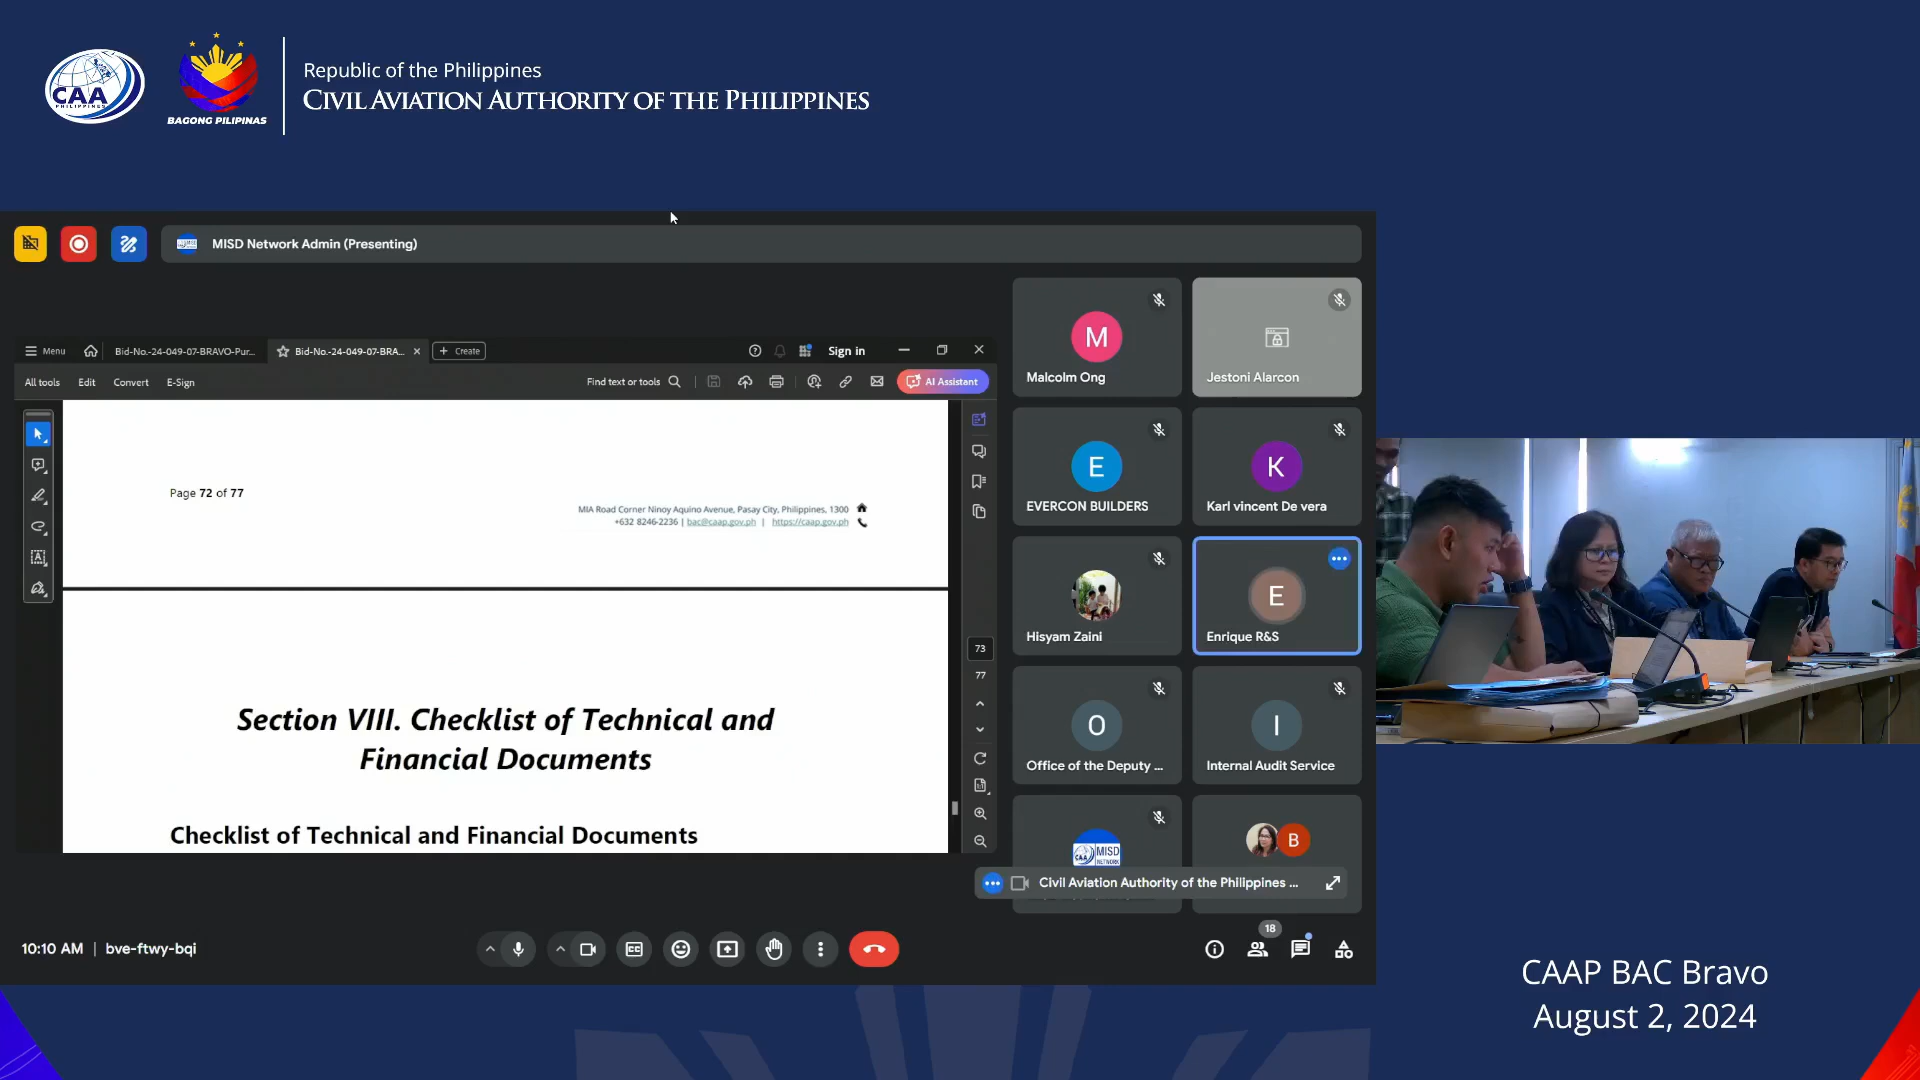 CAA
PHILIPPINES
BAGONG PILIPINAS
Republic of the Philippines
CIVIL AVIATION AUTHORITY OF THE PHILIPPINES
MISD Network Admin (Presenting)
Menu
Bid-No.-24-049-07-BRAVO-Pur...
Bid-No.-24-049-07-BRA...
Create
Sign in
All tools
Edit
Convert
E-Sign
Find text or tools
AI Assistant
Page 72 of 77
MIA Road Corner Ninoy Aquino Avenue, Pasay City, Philippines, 1300
+632 8246-2236 | bac@caap.gov.ph | https://caap.gov.ph
Section VIII. Checklist of Technical and
Financial Documents
Checklist of Technical and Financial Documents
73
77
M
Malcolm Ong
Jestoni Alarcon
E
EVERCON BUILDERS
K
Karl vincent De vera
Hisyam Zaini
E
Enrique R&S
O
Office of the Deputy ...
I
Internal Audit Service
CAA
MISD
NETWORK
B
Civil Aviation Authority of the Philippines ...
10:10 AM | bve-ftwy-bqi
CC
18
CAAP BAC Bravo
August 2, 2024